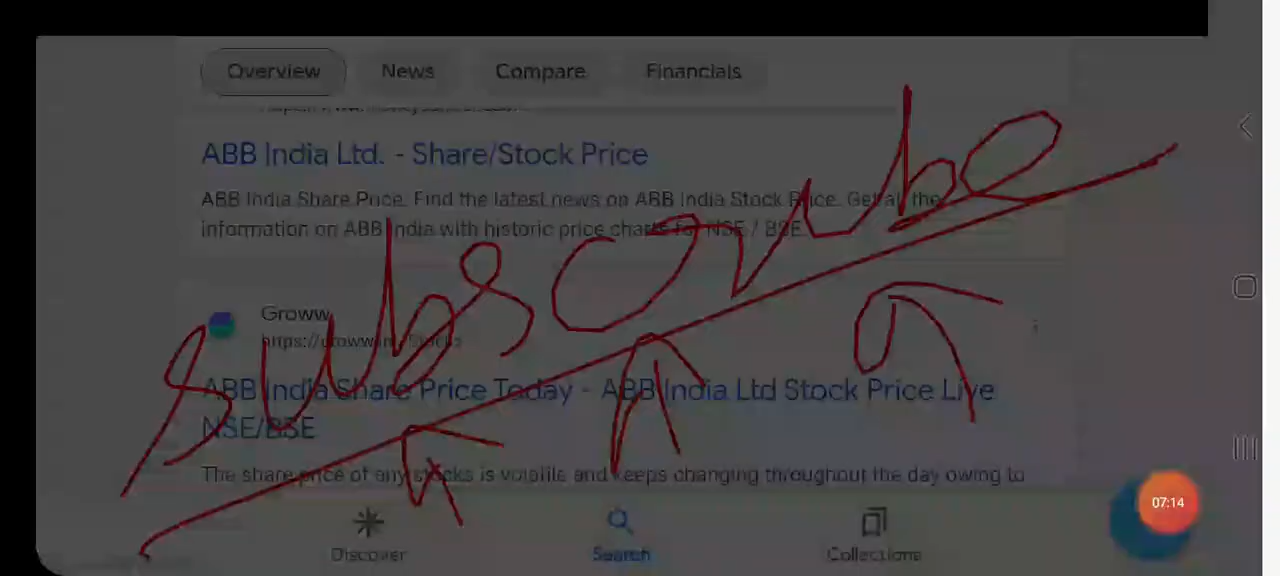 Overview News Compare Financials
ABB India Ltd. - Share/Stock Price
ABB India Share Price. Find the latest news on ABB India Stock Price. Get all the
information on ABB India with historic price charts for NSE / BSE.
subscrube
Groww
ABB India Share Price Today - ABB India Ltd Stock Price Live
NSE/BSE
The share price of any stocks is volatile and keeps changing throughout the day owing to
07:14
Discover Search Collections